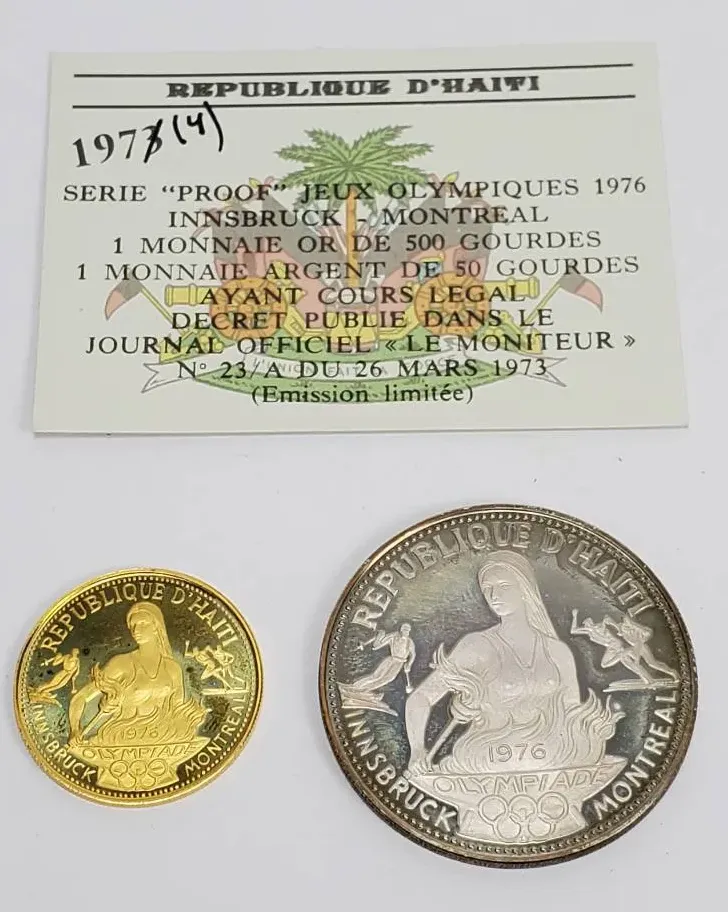 REPUBLIQUE D'HAITI
1973 (4)
SERIE "PROOF" JEUX OLYMPIQUES 1976
INNSBRUCK - MONTREAL
1 MONNAIE OR DE 500 GOURDES
1 MONNAIE ARGENT DE 50 GOURDES
AYANT COURS LEGAL
DECRET PUBLIE DANS LE
JOURNAL OFFICIEL « LE MONITEUR »
N° 23/A DU 26 MARS 1973
(Emission limitée)
REPUBLIQUE D'HAITI
1976
OLYMPIADE
INNSBRUCK MONTREAL
REPUBLIQUE D'HAITI
1976
OLYMPIADE
INNSBRUCK MONTREAL